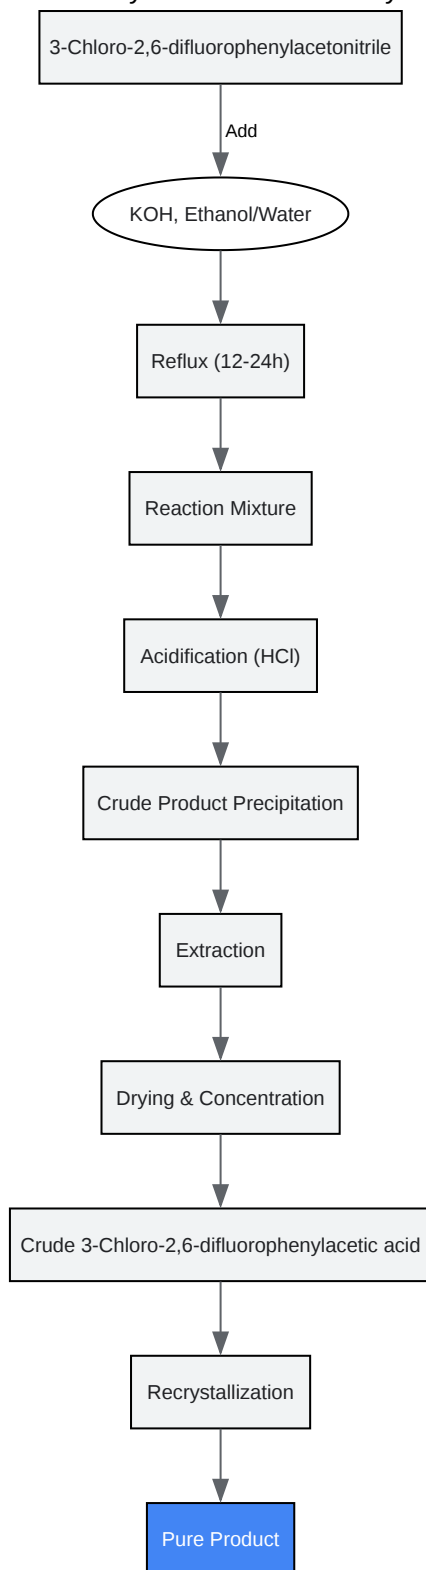 3-Chloro-2,6-difluorophenylacetonitrile
Add
KOH, Ethanol/Water
Reflux (12-24h)
Reaction Mixture
Acidification (HCl)
Crude Product Precipitation
Extraction
Drying & Concentration
Crude 3-Chloro-2,6-difluorophenylacetic acid
Recrystallization
Pure Product